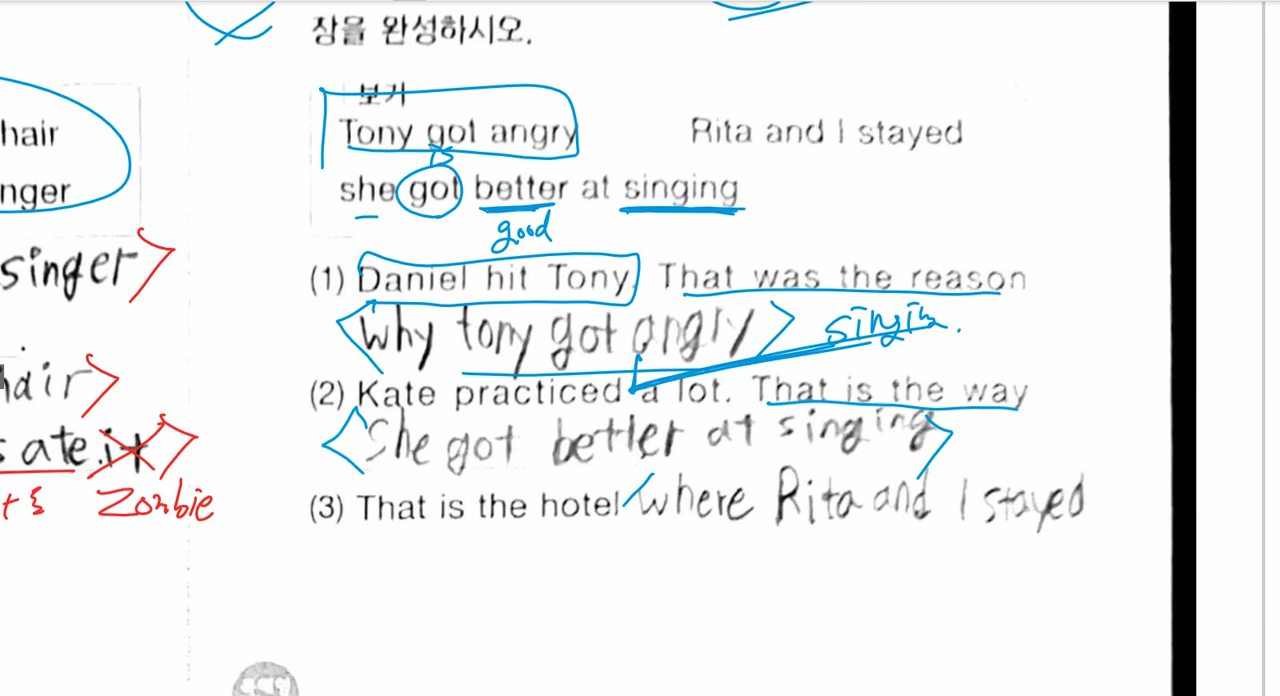 장을 완성하시오.
hair
nger
singer
hair
ate it
Zombie
보기
Tony got angry Rita and I stayed
she got better at singing
good
(1) Daniel hit Tony. That was the reason
why tony got angry
(2) Kate practiced a lot. That is the way
She got better at singing
(3) That is the hotel where Rita and I stayed